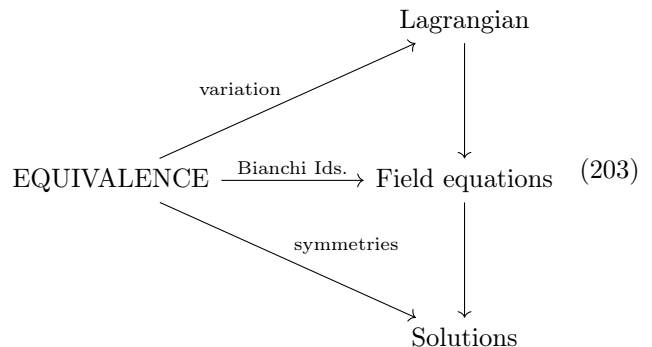 Lagrangian
variation
EQUIVALENCE Bianchi Ids. Field equations (203)
symmetries
Solutions